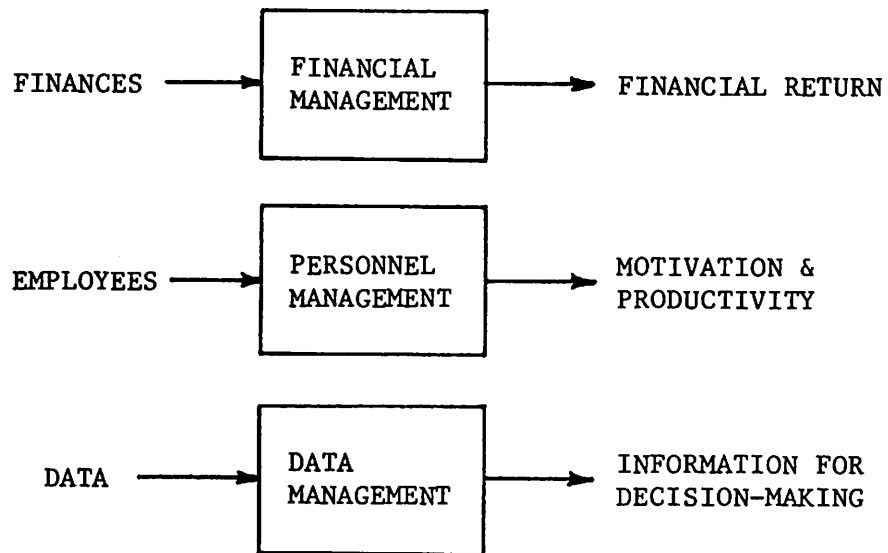 FINANCES
FINANCIAL
MANAGEMENT
FINANCIAL RETURN
EMPLOYEES
PERSONNEL
MANAGEMENT
MOTIVATION &
PRODUCTIVITY
DATA
DATA
MANAGEMENT
INFORMATION FOR
DECISION-MAKING